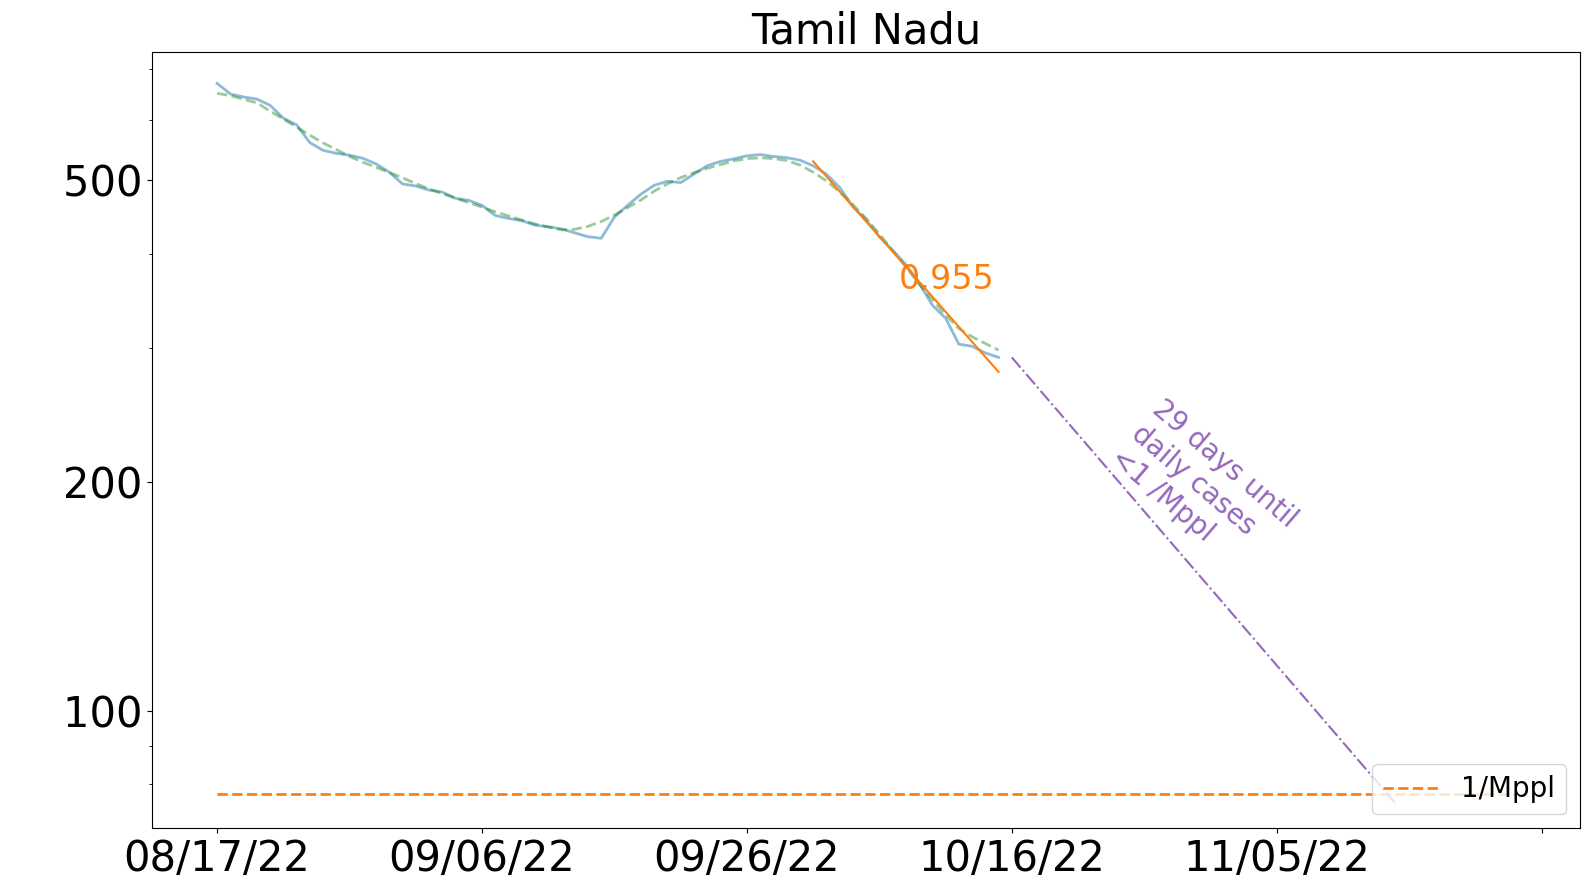 Tamil Nadu
500
200
100
0.955
29 days until
daily cases
<1 /Mppl
1/Mppl
08/17/22
09/06/22
09/26/22
10/16/22
11/05/22